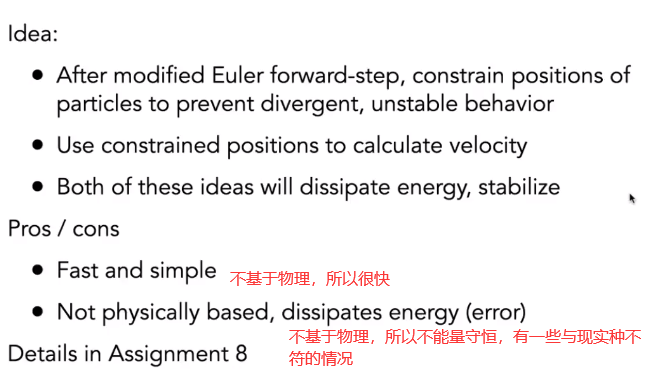 Idea:
• After modified Euler forward-step, constrain positions of
particles to prevent divergent, unstable behavior
• Use constrained positions to calculate velocity
• Both of these ideas will dissipate energy, stabilize
Pros / cons
• Fast and simple 不基于物理，所以很快
• Not physically based, dissipates energy (error)
不基于物理，所以不能量守恒，有一些与现实种不
符的情况
Details in Assignment 8